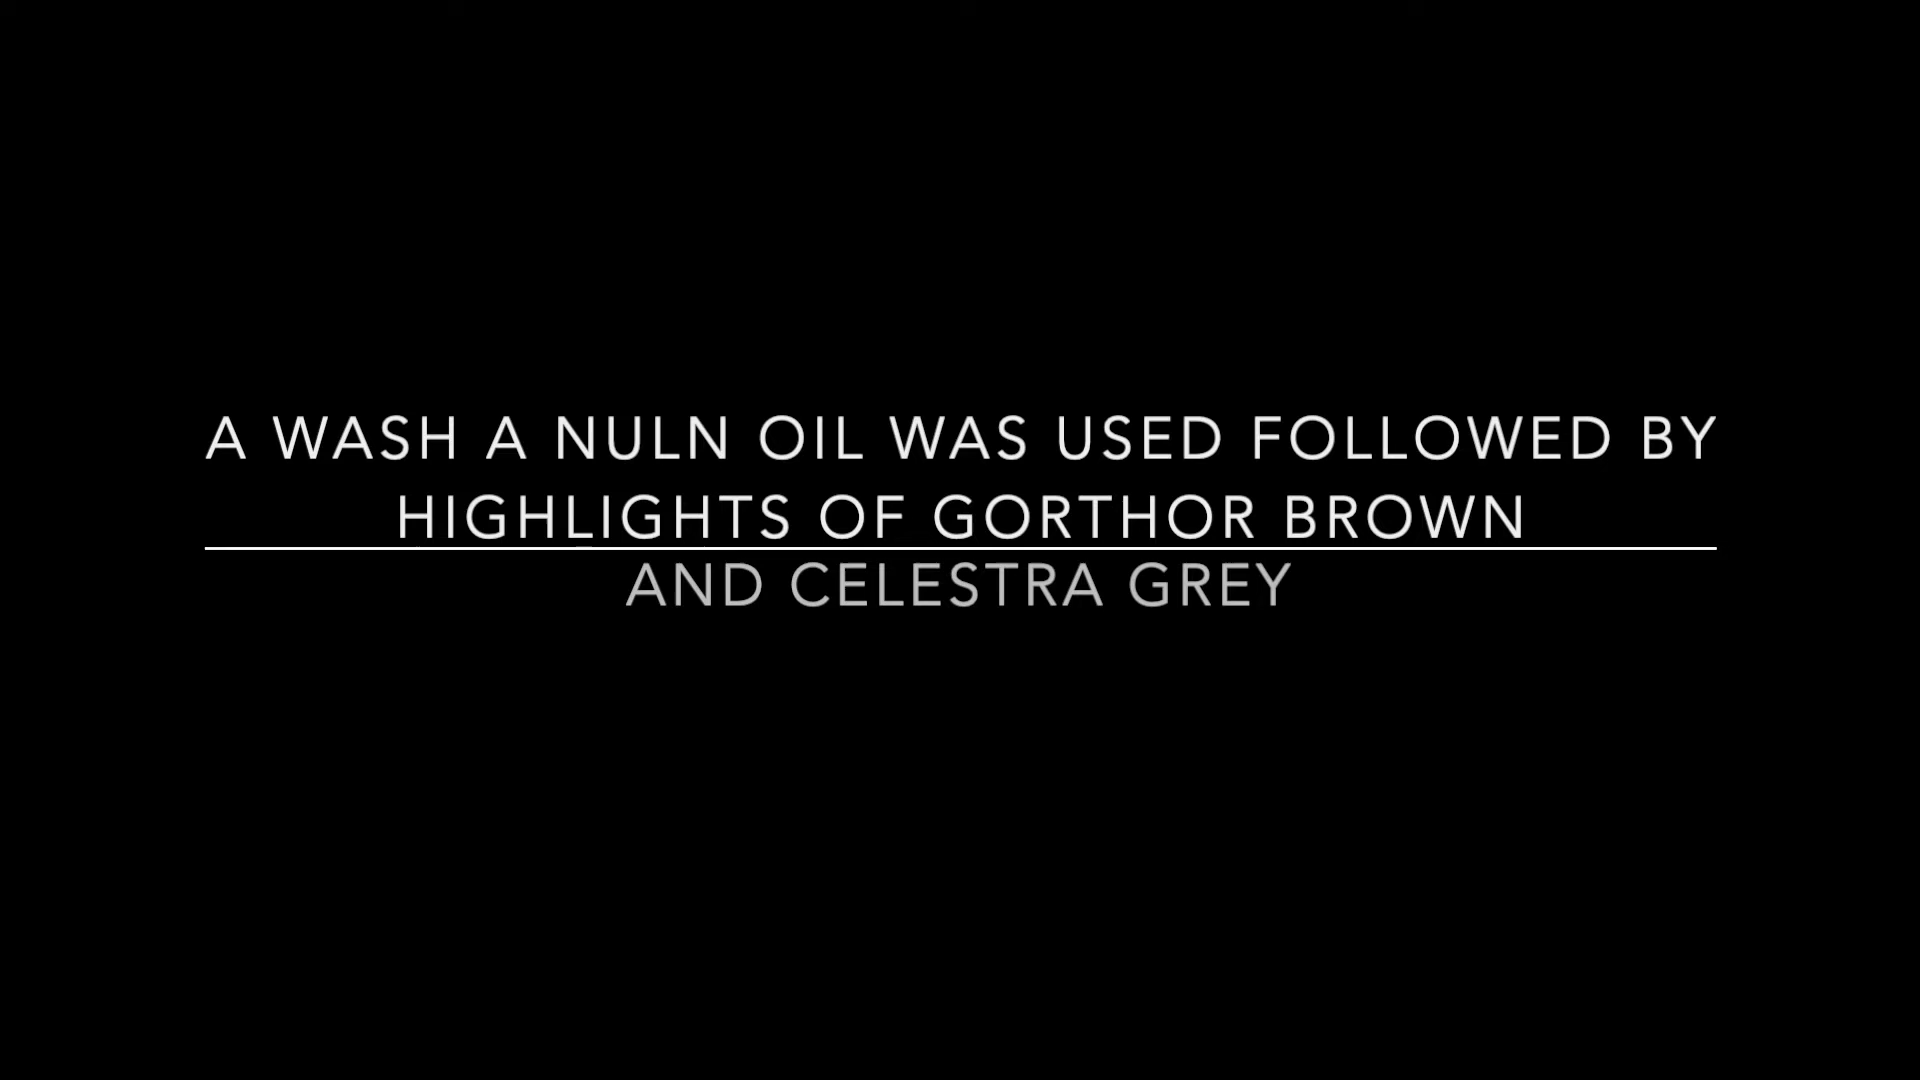 A WASH A NULN OIL WAS USED FOLLOWED BY
HIGHLIGHTS OF GORTHOR BROWN
AND CELESTRA GREY